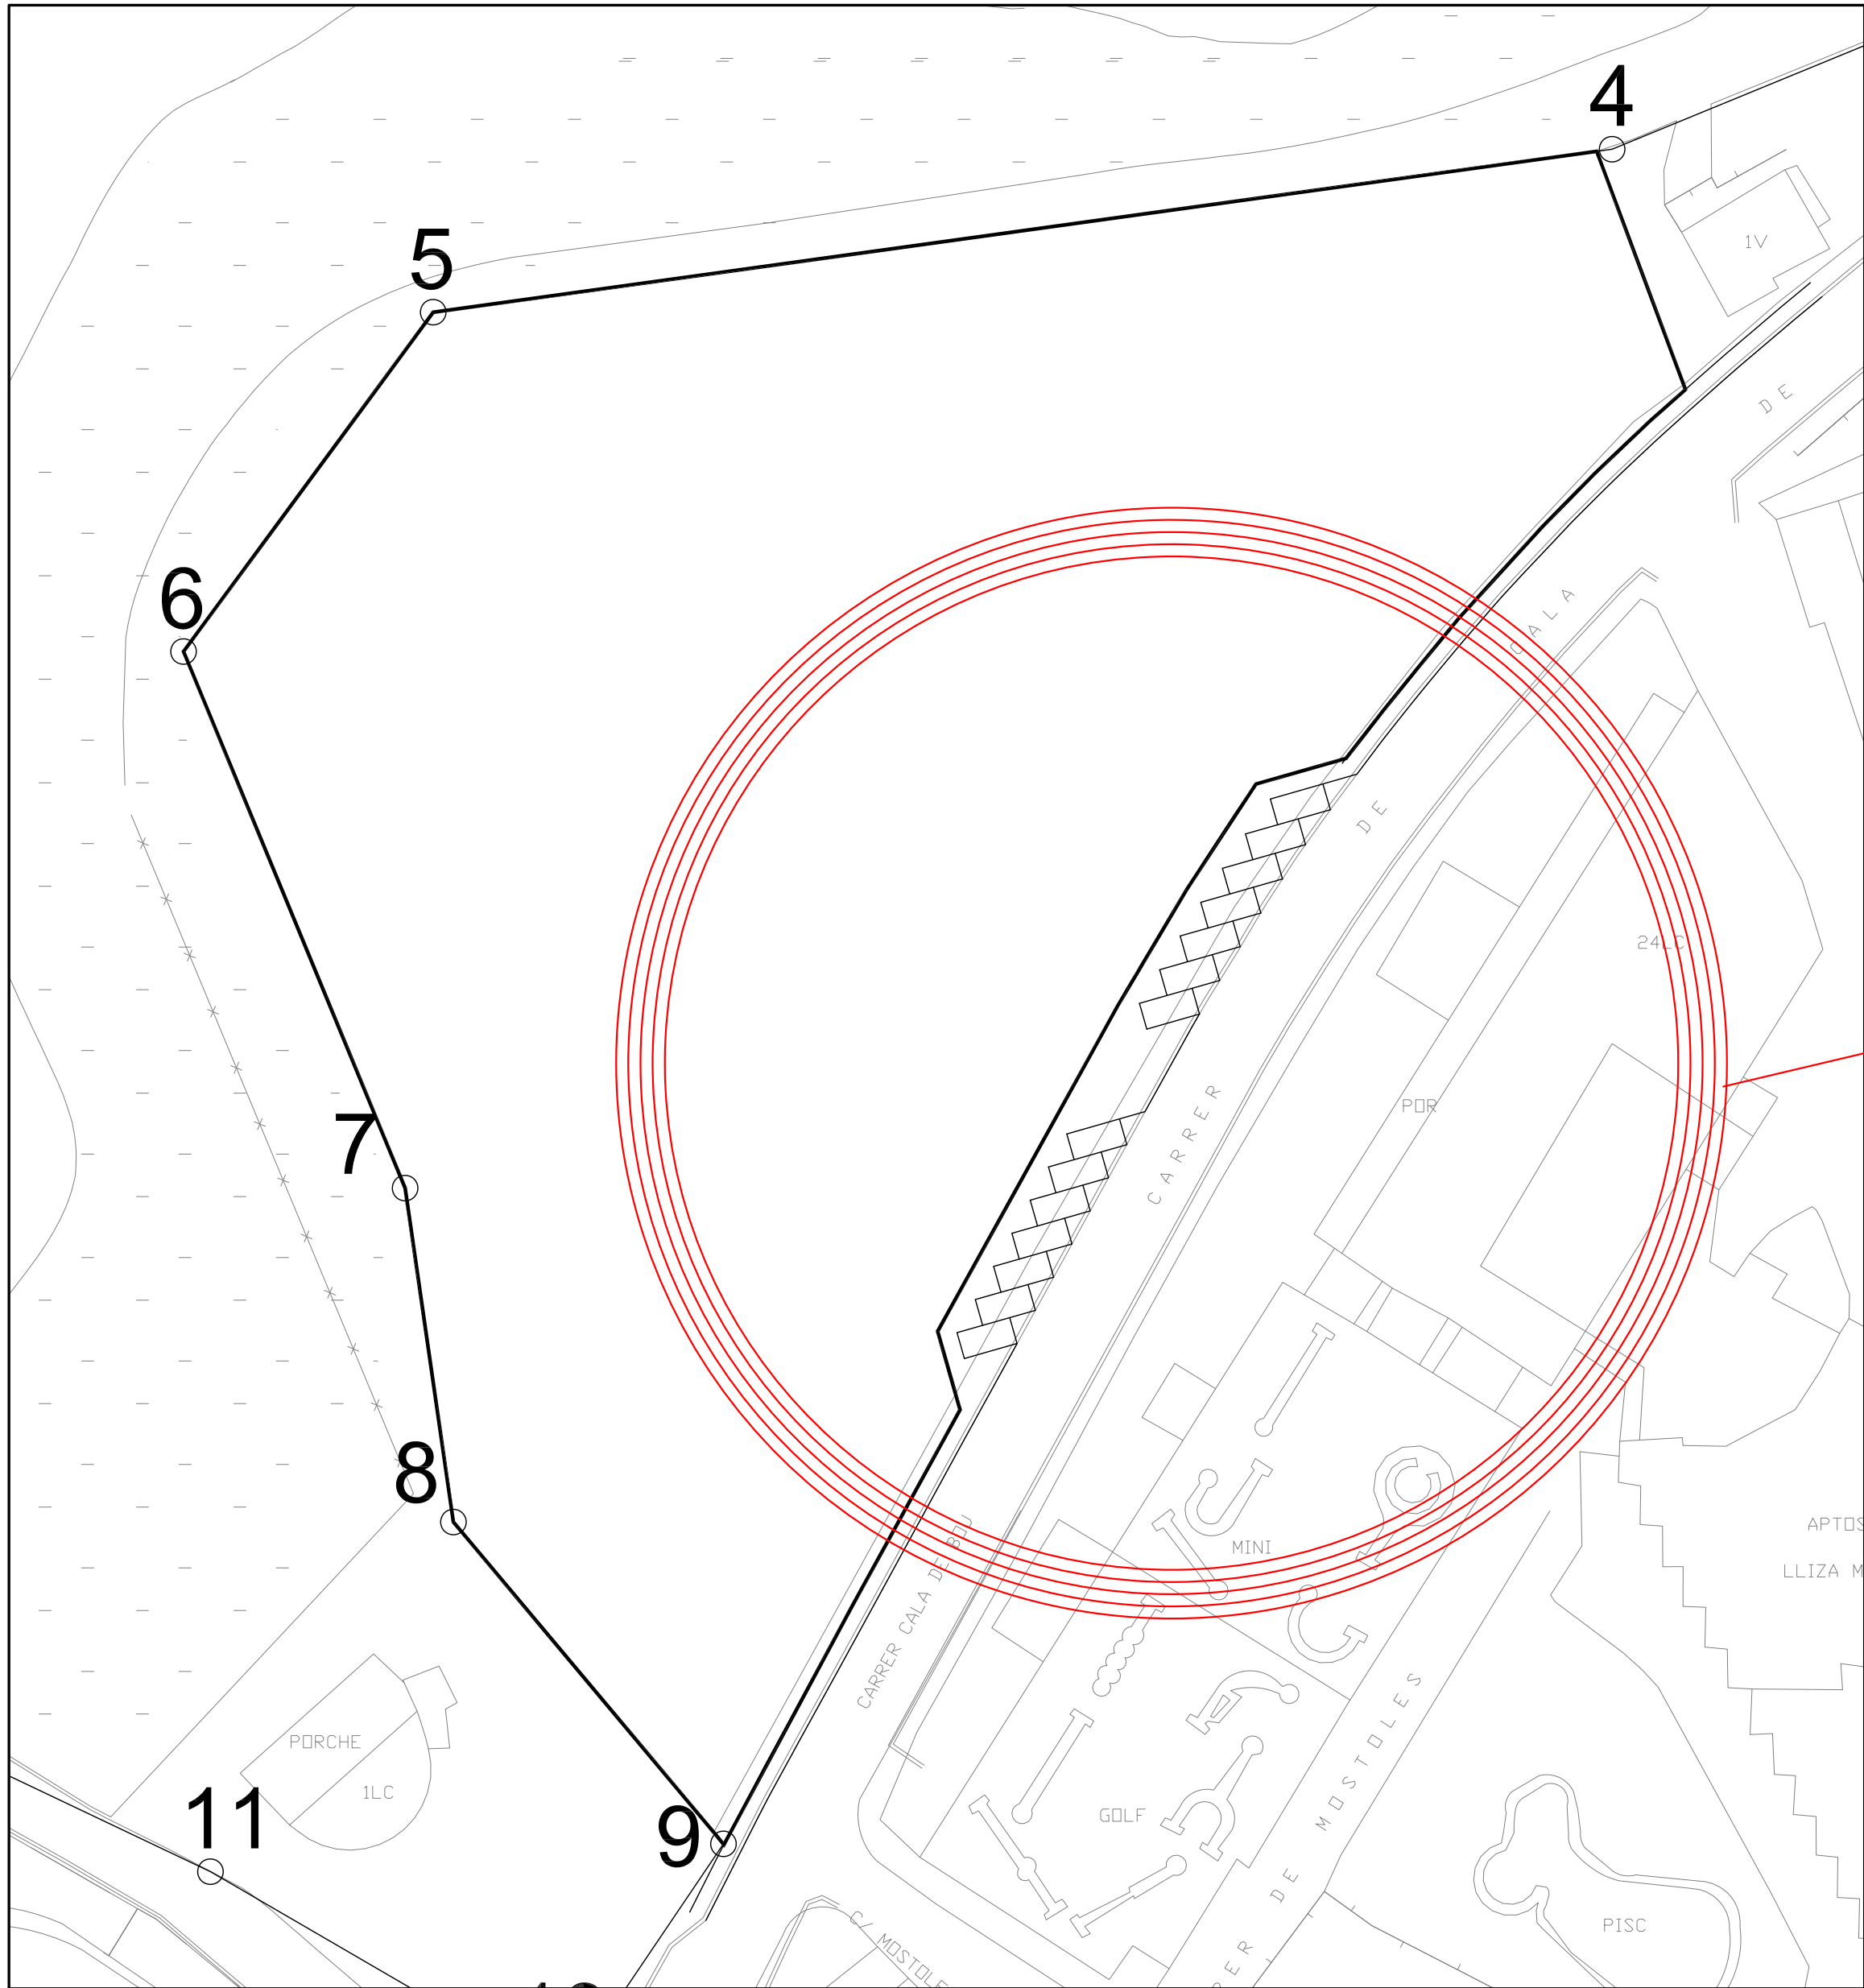 4
1V
5
DE
6
CALA
DE
24LC
POR
CARRER
7
8
APTOS
LLIZA M
MINI
CARRER CALA DE BOU
PORCHE
1LC
11
GOLF
9
DE MOSTOLES
PISC
C/ MOSTOLE